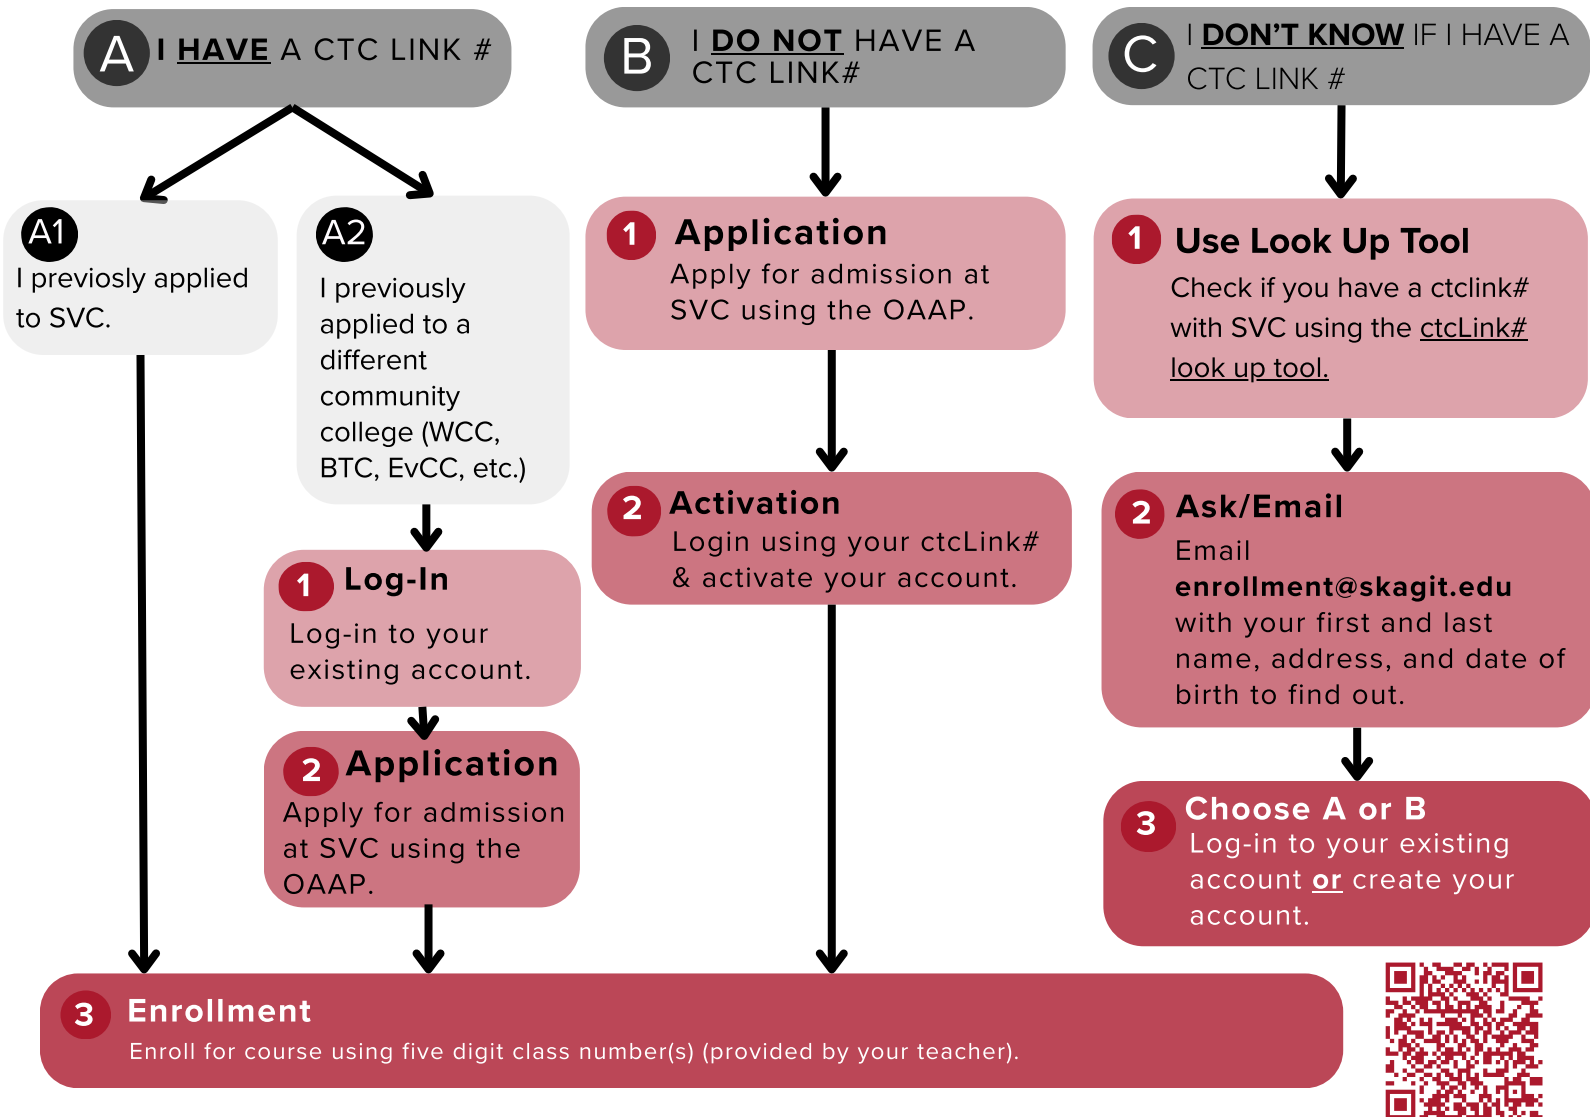 A
I HAVE A CTC LINK #
A1
I previosly applied
to SVC.
A2
I previously
applied to a
different
community
college (WCC,
BTC, EvCC, etc.)
1
Log-In
Log-in to your
existing account.
2
Application
Apply for admission
at SVC using the
OAAP.
B
I DO NOT HAVE A
CTC LINK#
1
Application
Apply for admission at
SVC using the OAAP.
2
Activation
Login using your ctcLink#
& activate your account.
C
I DON'T KNOW IF I HAVE A
CTC LINK #
1
Use Look Up Tool
Check if you have a ctclink#
with SVC using the ctcLink#
look up tool.
2
Ask/Email
Email
enrollment@skagit.edu
with your first and last
name, address, and date of
birth to find out.
3
Choose A or B
Log-in to your existing
account or create your
account.
3
Enrollment
Enroll for course using five digit class number(s) (provided by your teacher).